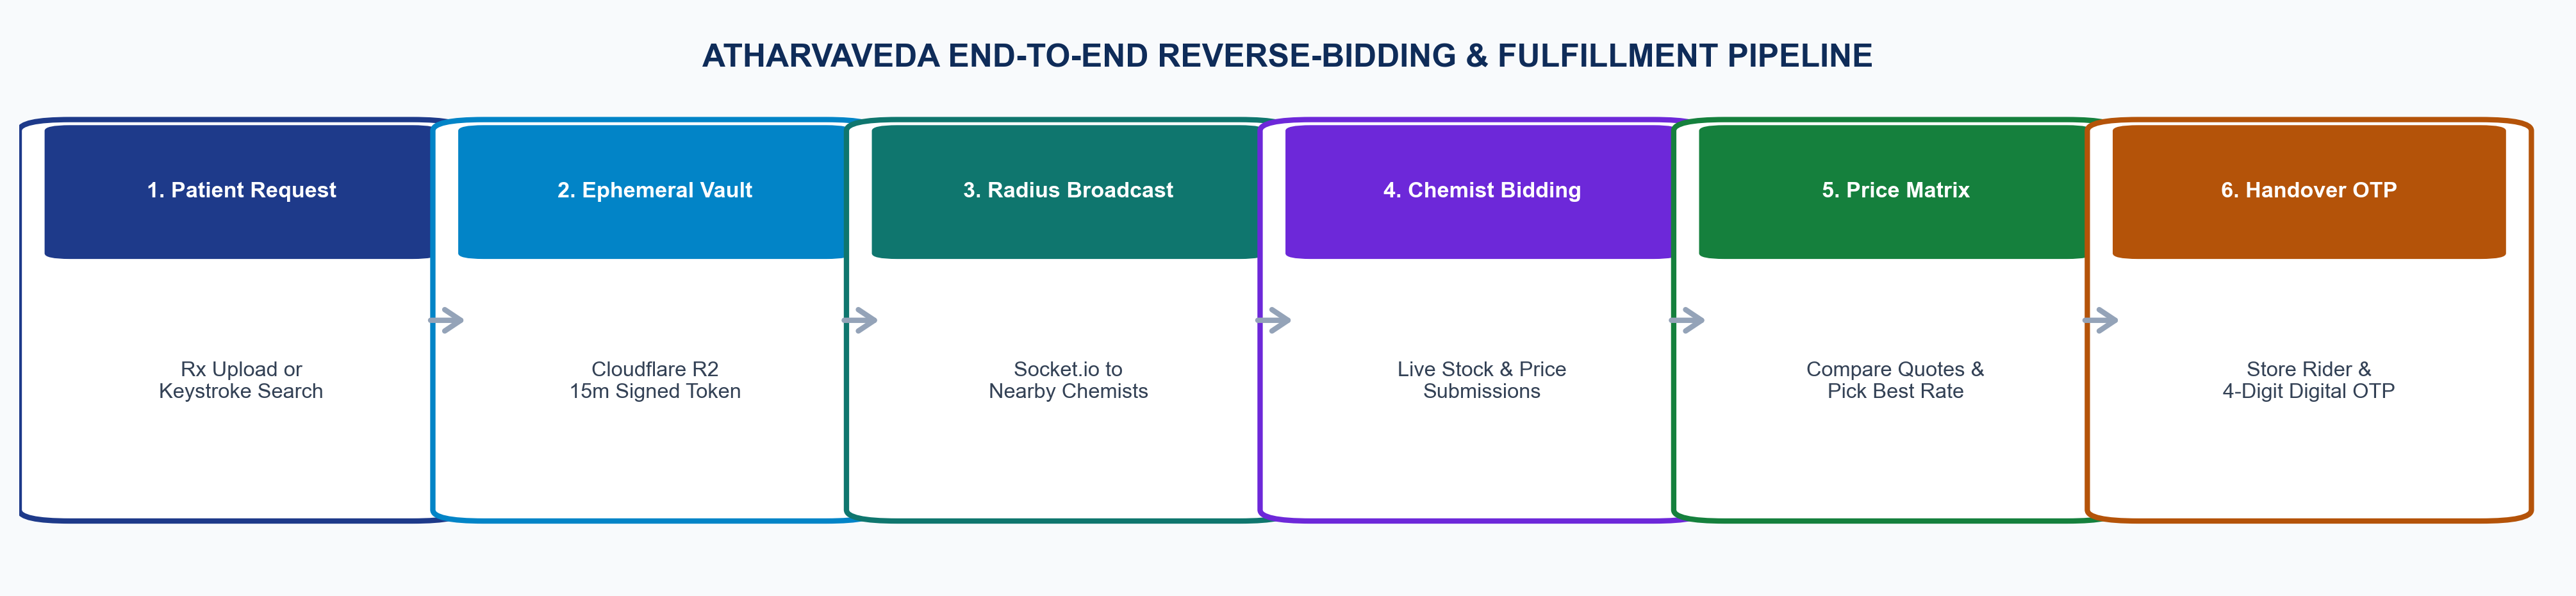 ATHARVAVEDA END-TO-END REVERSE-BIDDING & FULFILLMENT PIPELINE
1. Patient Request
Rx Upload or
Keystroke Search
2. Ephemeral Vault
Cloudflare R2
15m Signed Token
3. Radius Broadcast
Socket.io to
Nearby Chemists
4. Chemist Bidding
Live Stock & Price
Submissions
5. Price Matrix
Compare Quotes &
Pick Best Rate
6. Handover OTP
Store Rider &
4-Digit Digital OTP